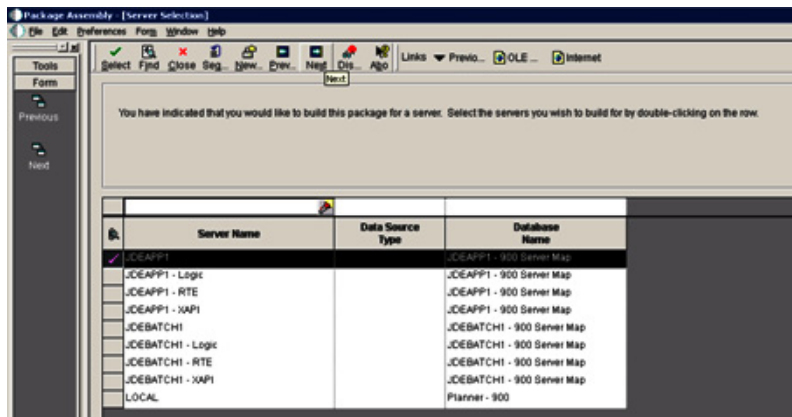 Package Assembly - [Server Selection]
File Edit Preferences Form Window Help
Select Find Close Seq... New... Prev... Next Dis... Abo Links Previo... OLE ... Internet
Next
Tools
Form
Previous
Next
You have indicated that you would like to build this package for a server. Select the servers you wish to build for by double-clicking on the row.
Server Name Data Source Type Database Name
JDEAPP1 JDEAPP1 - 900 Server Map
JDEAPP1 - Logic JDEAPP1 - 900 Server Map
JDEAPP1 - RTE JDEAPP1 - 900 Server Map
JDEAPP1 - XAPI JDEAPP1 - 900 Server Map
JDEBATCH1 JDEBATCH1 - 900 Server Map
JDEBATCH1 - Logic JDEBATCH1 - 900 Server Map
JDEBATCH1 - RTE JDEBATCH1 - 900 Server Map
JDEBATCH1 - XAPI JDEBATCH1 - 900 Server Map
LOCAL Planner - 900